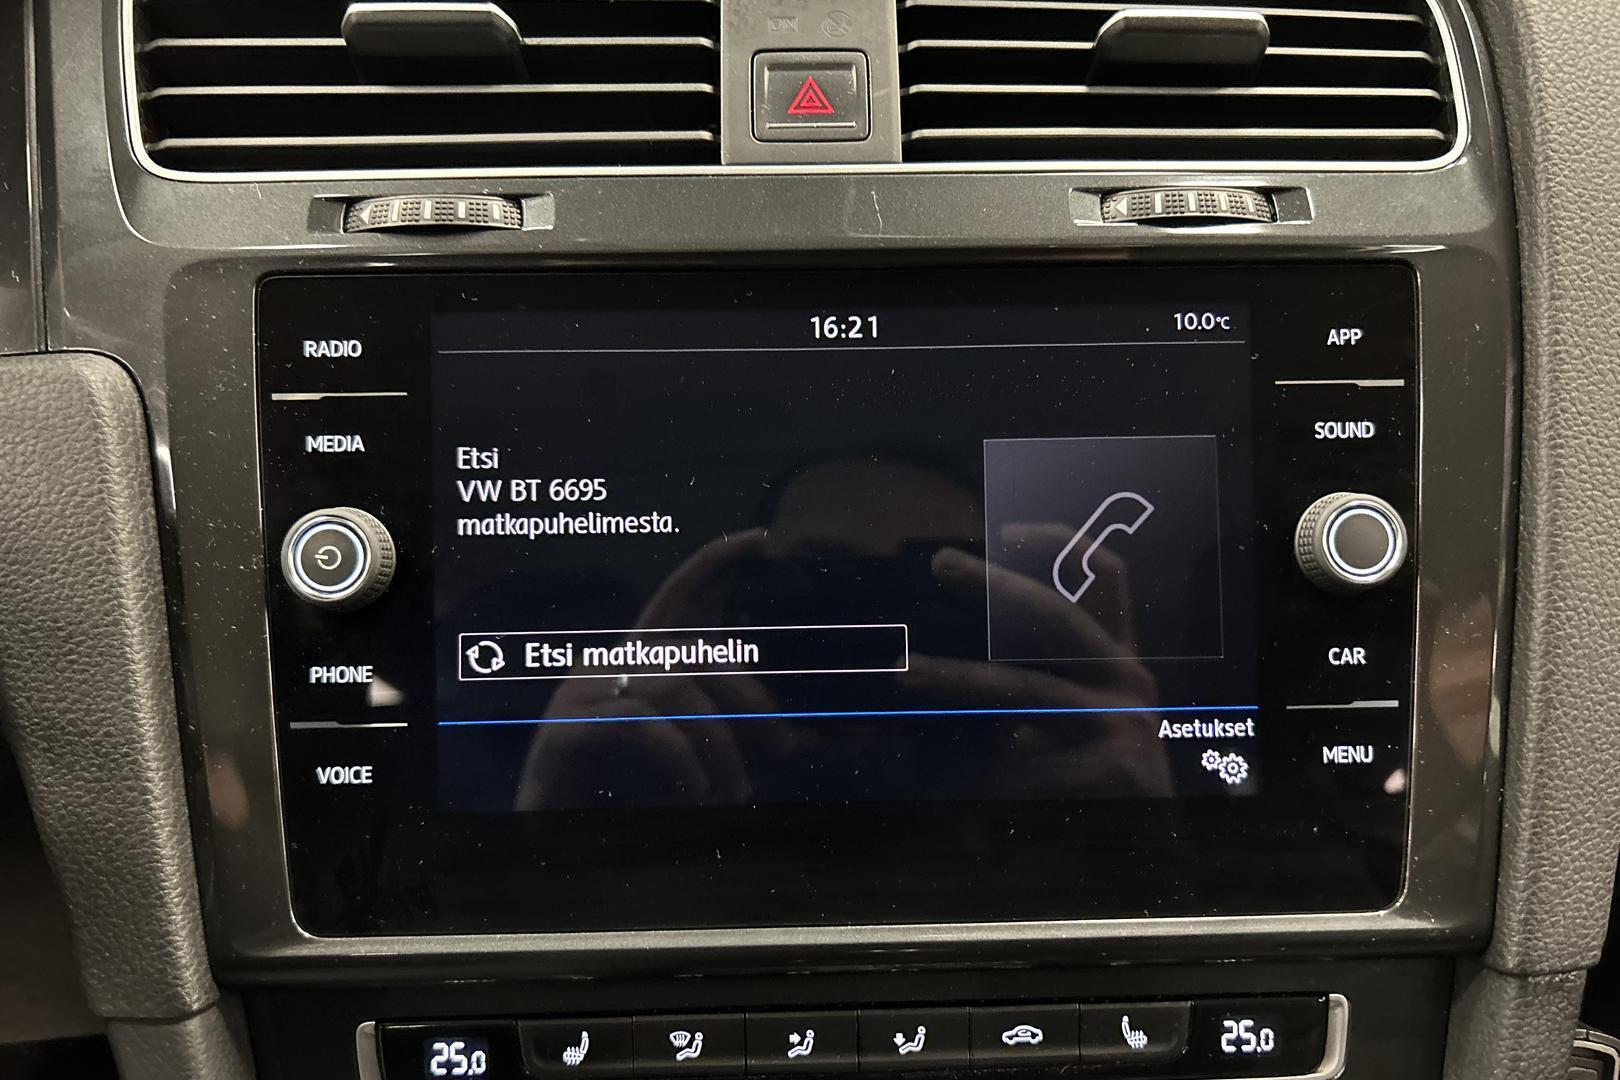 16:21
10.0°C
RADIO
MEDIA
PHONE
VOICE
Etsi
VW BT 6695
matkapuhelimesta.
Etsi matkapuhelin
Asetukset
APP
SOUND
CAR
MENU
25.0
25.0